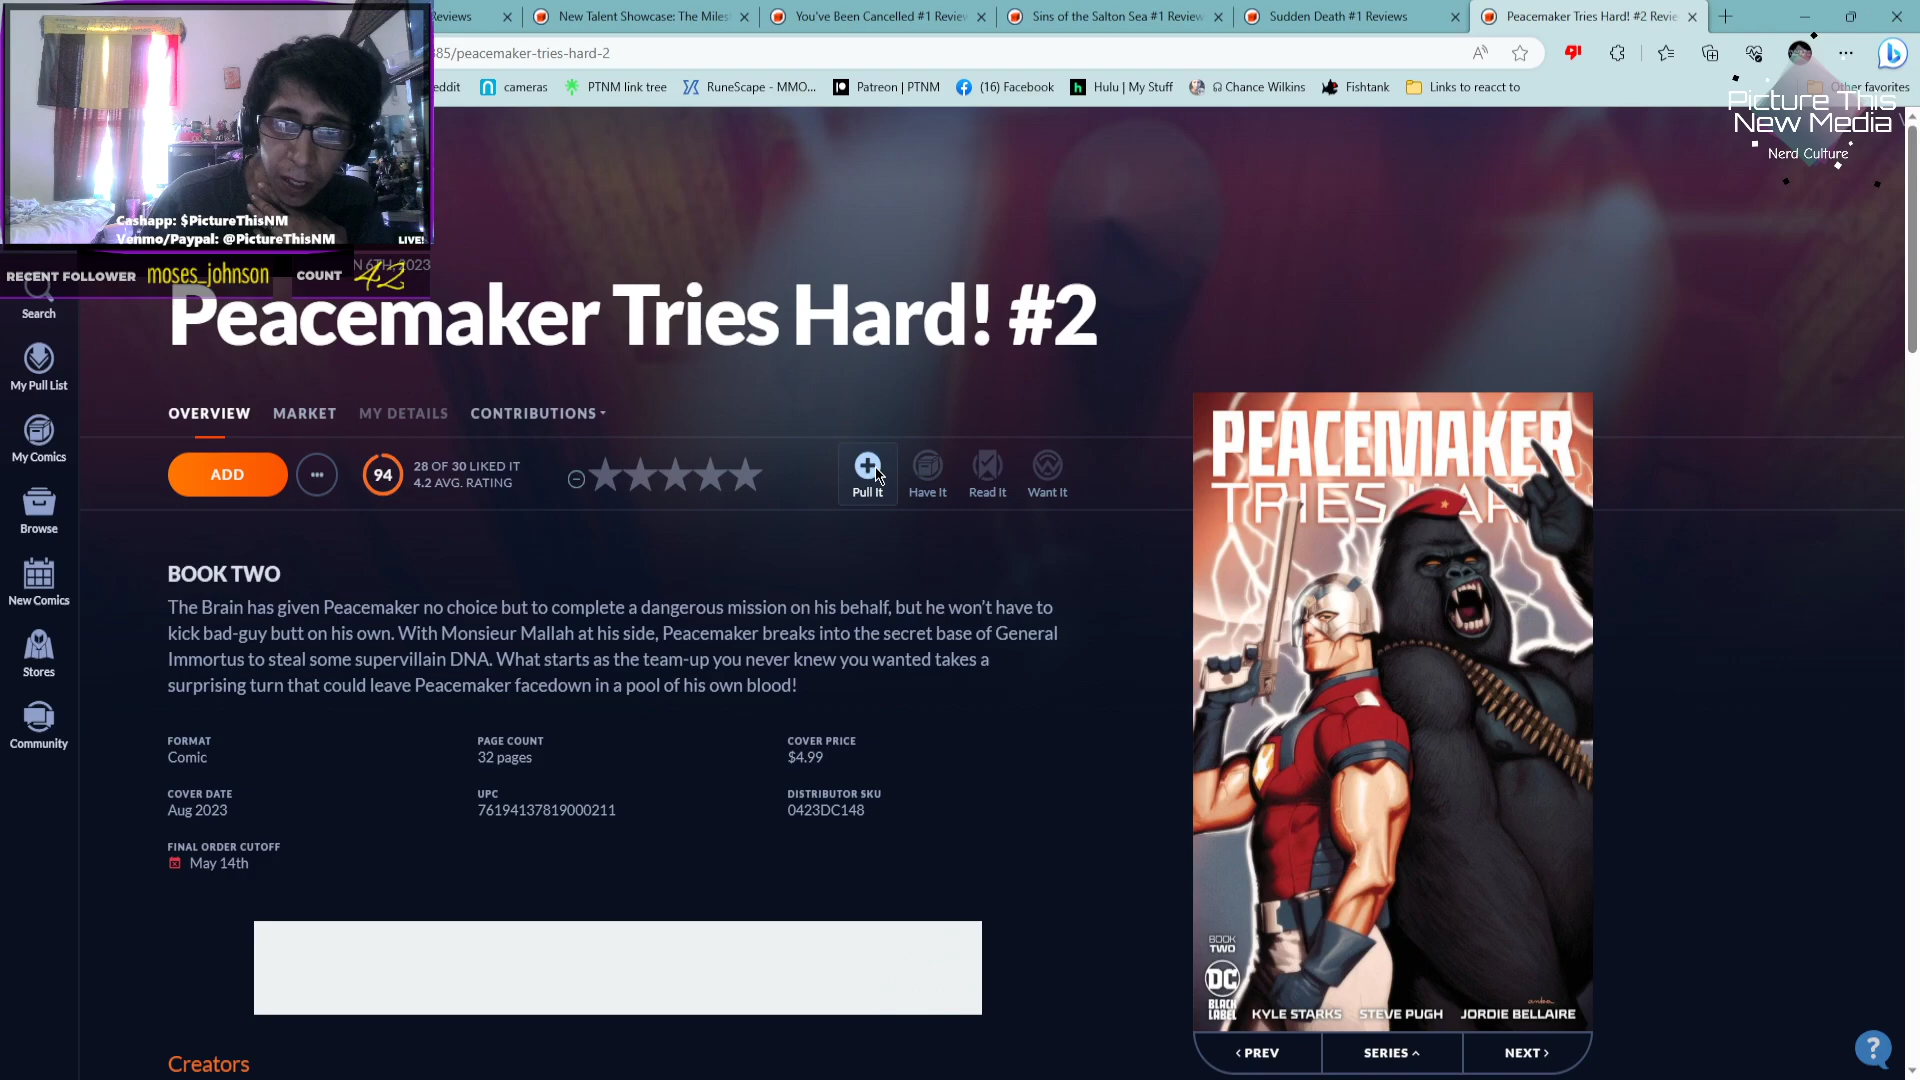 Reviews
New Talent Showcase: The Miles
You've Been Cancelled #1 Review
Sins of the Salton Sea #1 Review
Sudden Death #1 Reviews
Peacemaker Tries Hard! #2 Revie
385/peacemaker-tries-hard-2
eddit
cameras
PTNM link tree
RuneScape - MMO...
Patreon | PTNM
(16) Facebook
Hulu | My Stuff
Chance Wilkins
Fishtank
Links to reacct to
Other favorites
Picture This
New Media
Nerd Culture
Cashapp: $PictureThisNM
Venmo/Paypal: @PictureThisNM
LIVE!
RECENT FOLLOWER moses_johnson COUNT 42
N 6TH, 2023
Peacemaker Tries Hard! #2
Search
My Pull List
My Comics
Browse
New Comics
Stores
Community
OVERVIEW MARKET MY DETAILS CONTRIBUTIONS
ADD
94
28 OF 30 LIKED IT
4.2 AVG. RATING
Pull It
Have It
Read It
Want It
BOOK TWO
The Brain has given Peacemaker no choice but to complete a dangerous mission on his behalf, but he won't have to
kick bad-guy butt on his own. With Monsieur Mallah at his side, Peacemaker breaks into the secret base of General
Immortus to steal some supervillain DNA. What starts as the team-up you never knew you wanted takes a
surprising turn that could leave Peacemaker facedown in a pool of his own blood!
FORMAT
Comic
PAGE COUNT
32 pages
COVER PRICE
$4.99
COVER DATE
Aug 2023
UPC
76194137819000211
DISTRIBUTOR SKU
0423DC148
FINAL ORDER CUTOFF
May 14th
Creators
PEACEMAKER
TRIES HARD!
BOOK
TWO
DC
BLACK
LABEL
KYLE STARKS STEVE PUGH JORDIE BELLAIRE
PREV
SERIES
NEXT
?